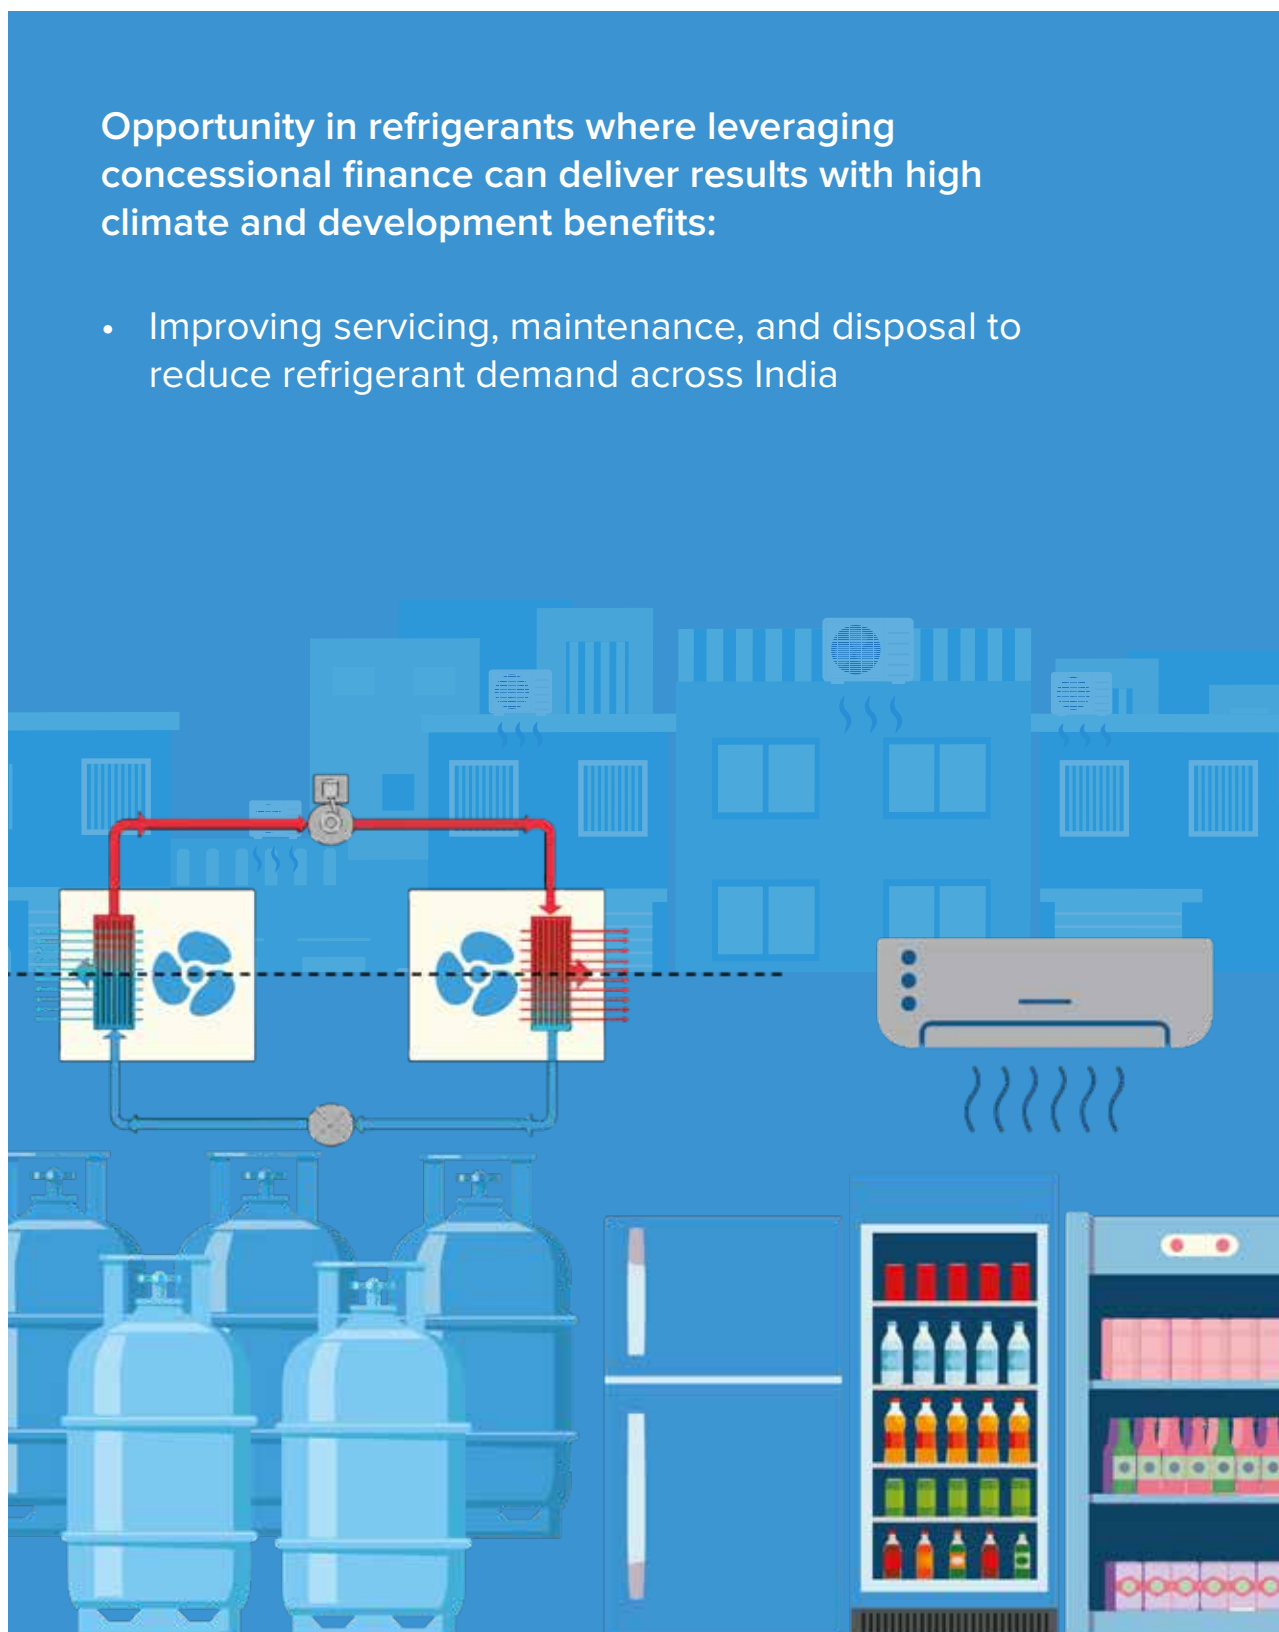 Opportunity in refrigerants where leveraging
concessional finance can deliver results with high
climate and development benefits:
• Improving servicing, maintenance, and disposal to
reduce refrigerant demand across India